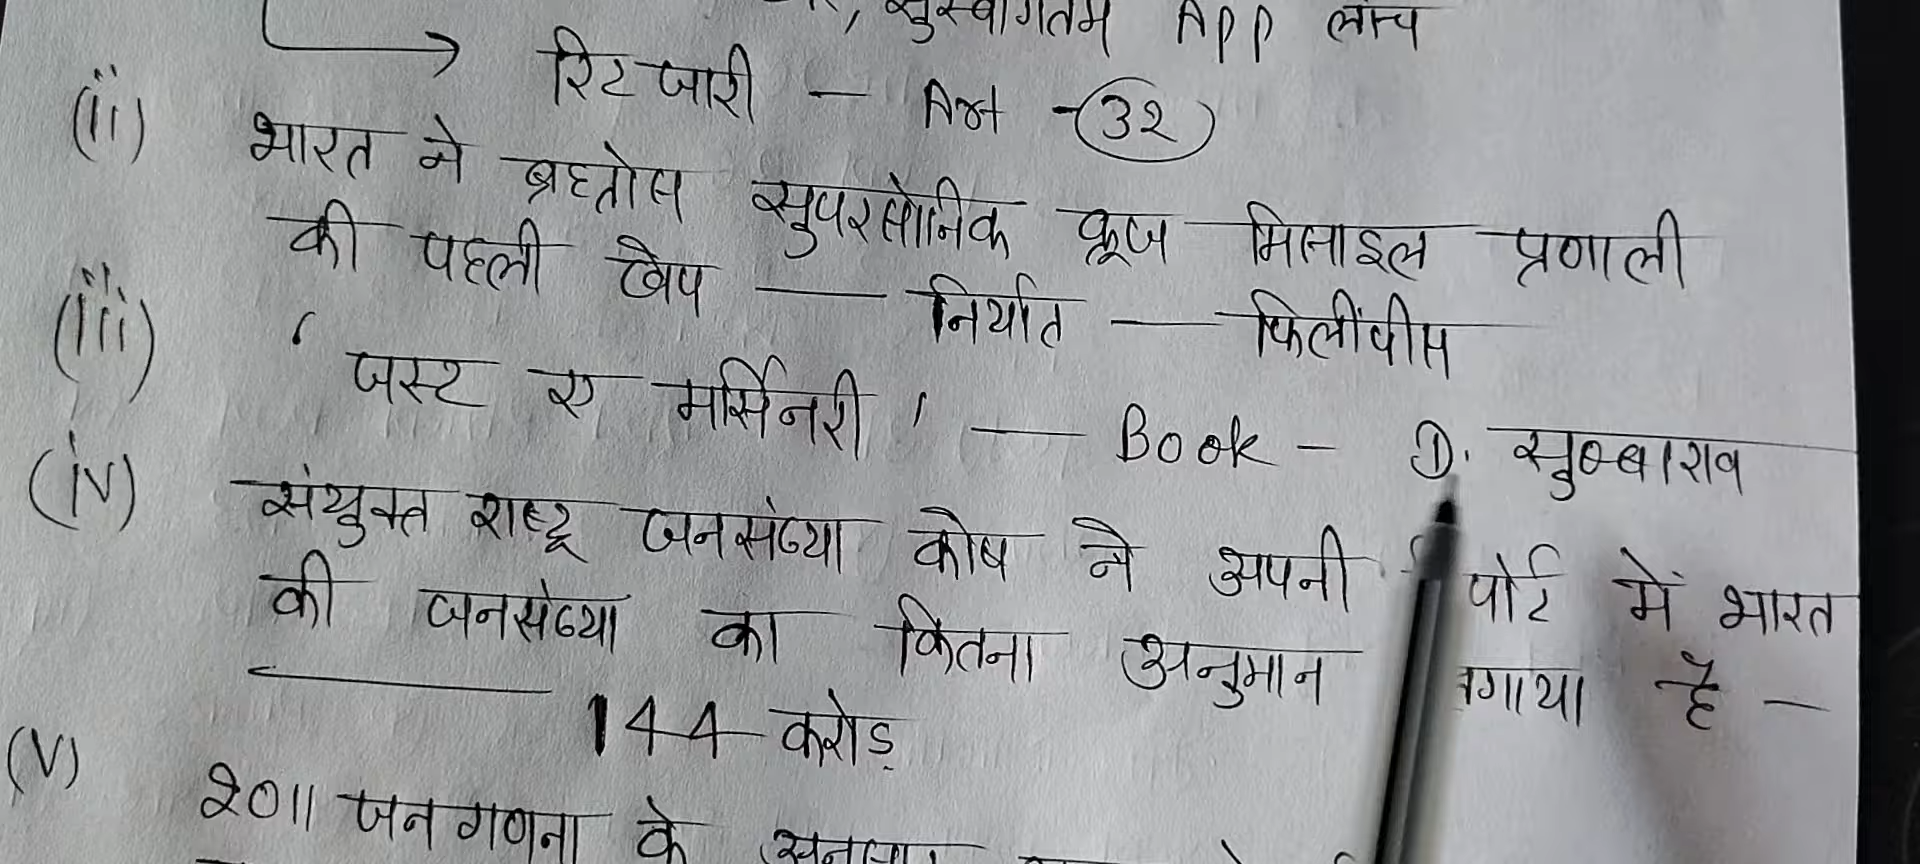 सुस्वागतम App लांच
→ रिट जारी — Art - 32
(ii) भारत ने ब्रह्मोस सुपरसोनिक क्रूज मिसाइल प्रणाली
की पहली खेप — निर्यात — फिलीपींस
(iii) 'जस्ट ए मर्सिनरी' — Book - D. सुब्बाराव
(iv) संयुक्त राष्ट्र जनसंख्या कोष ने अपनी में भारत
की जनसंख्या का कितना अनुमान है —
144 करोड़
(v) 2011 जनगणना के